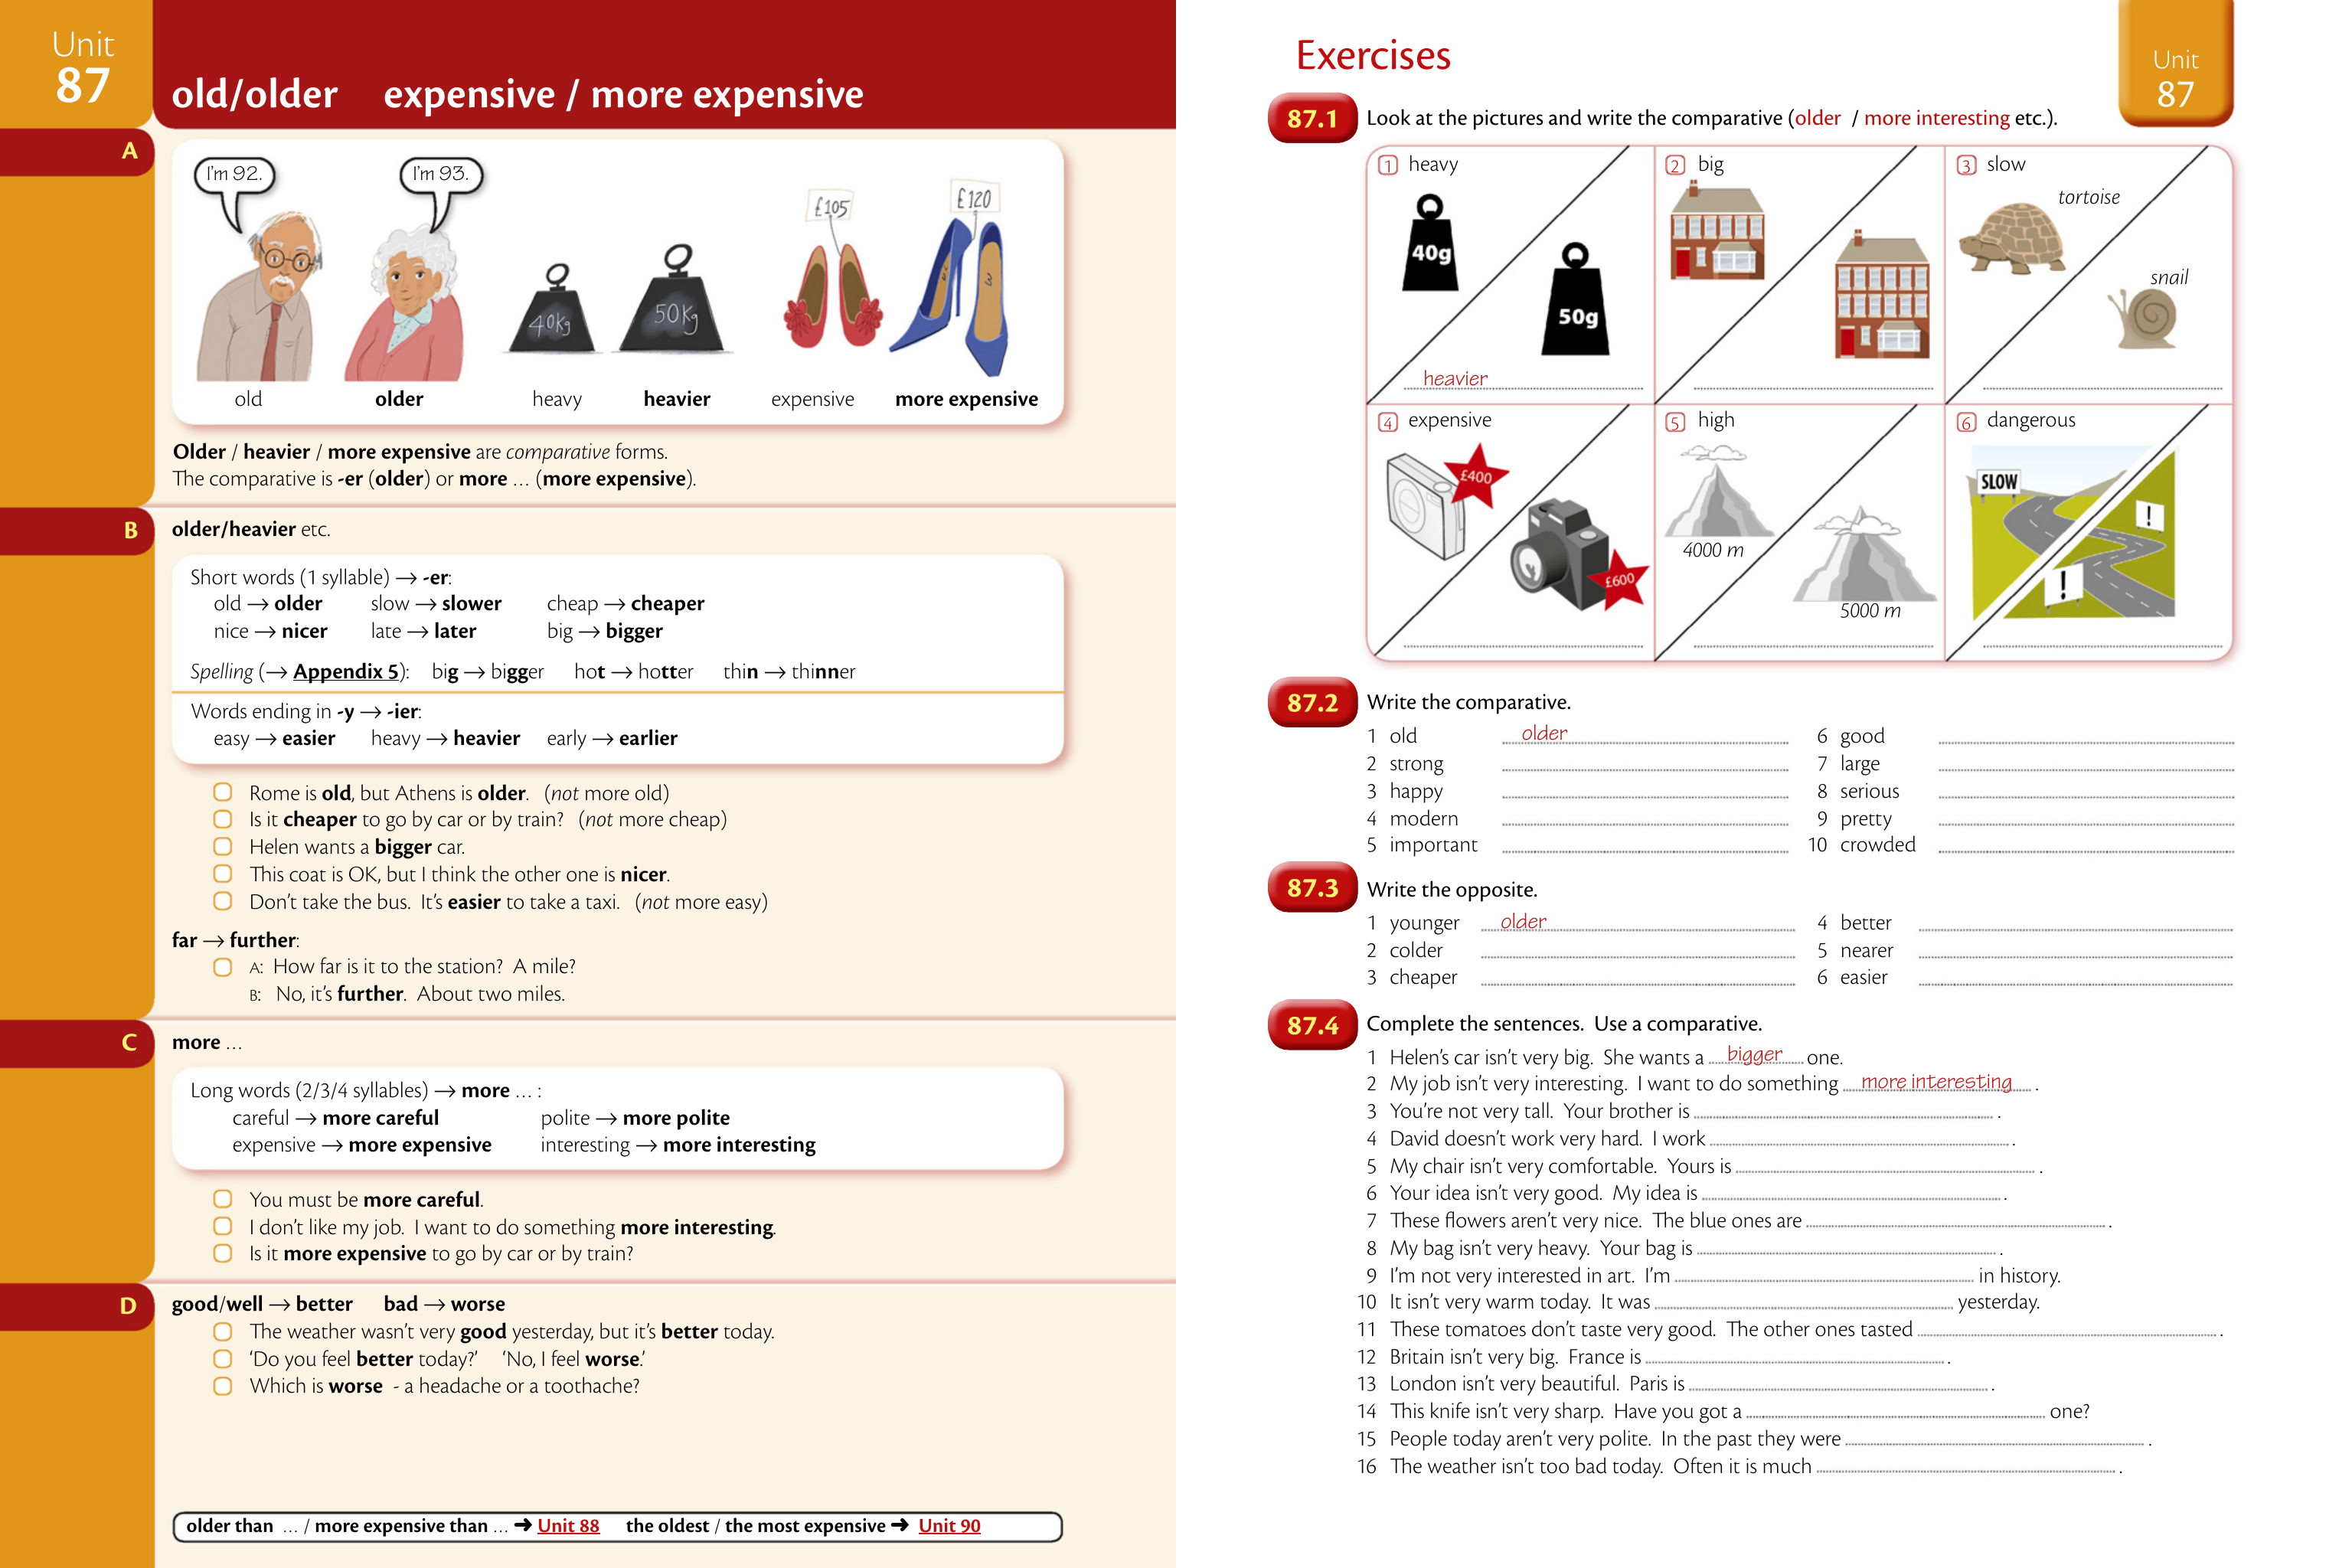 Unit
87
old/older expensive / more expensive
A
I'm 92.
I'm 93.
£105
£120
40kg
50kg
old older heavy heavier expensive more expensive
Older / heavier / more expensive are comparative forms.
The comparative is -er (older) or more … (more expensive).
B
older/heavier etc.
Short words (1 syllable) → -er:
old → older slow → slower cheap → cheaper
nice → nicer late → later big → bigger
Spelling (→ Appendix 5): big → bigger hot → hotter thin → thinner
Words ending in -y → -ier:
easy → easier heavy → heavier early → earlier
Rome is old, but Athens is older. (not more old)
Is it cheaper to go by car or by train? (not more cheap)
Helen wants a bigger car.
This coat is OK, but I think the other one is nicer.
Don't take the bus. It's easier to take a taxi. (not more easy)
far → further:
A: How far is it to the station? A mile?
B: No, it's further. About two miles.
C
more …
Long words (2/3/4 syllables) → more … :
careful → more careful polite → more polite
expensive → more expensive interesting → more interesting
You must be more careful.
I don't like my job. I want to do something more interesting.
Is it more expensive to go by car or by train?
D
good/well → better bad → worse
The weather wasn't very good yesterday, but it's better today.
'Do you feel better today?' 'No, I feel worse.'
Which is worse - a headache or a toothache?
older than … / more expensive than … ➜ Unit 88 the oldest / the most expensive ➜ Unit 90
Exercises
Unit
87
87.1 Look at the pictures and write the comparative (older / more interesting etc.).
1 heavy
40g
50g
heavier
2 big
3 slow
tortoise
snail
4 expensive
£400
£600
5 high
4000 m
5000 m
6 dangerous
SLOW
!
!
87.2 Write the comparative.
1 old older
2 strong
3 happy
4 modern
5 important
6 good
7 large
8 serious
9 pretty
10 crowded
87.3 Write the opposite.
1 younger older
2 colder
3 cheaper
4 better
5 nearer
6 easier
87.4 Complete the sentences. Use a comparative.
1 Helen's car isn't very big. She wants a bigger one.
2 My job isn't very interesting. I want to do something more interesting .
3 You're not very tall. Your brother is .
4 David doesn't work very hard. I work .
5 My chair isn't very comfortable. Yours is .
6 Your idea isn't very good. My idea is .
7 These flowers aren't very nice. The blue ones are .
8 My bag isn't very heavy. Your bag is .
9 I'm not very interested in art. I'm in history.
10 It isn't very warm today. It was yesterday.
11 These tomatoes don't taste very good. The other ones tasted .
12 Britain isn't very big. France is .
13 London isn't very beautiful. Paris is .
14 This knife isn't very sharp. Have you got a one?
15 People today aren't very polite. In the past they were .
16 The weather isn't too bad today. Often it is much .